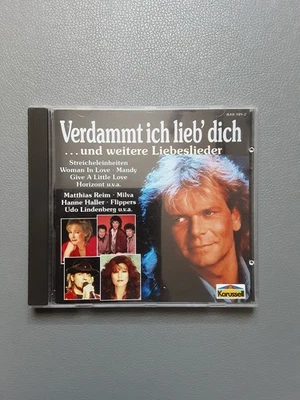 Verdammt ich lieb' dich
...und weitere Liebeslieder
Streicheleinheiten
Woman In Love · Mandy
Give A Little Love
Horizont u.v.a.
Matthias Reim · Milva
Hanne Haller · Flippers
Udo Lindenberg u.v.a.
Karussell